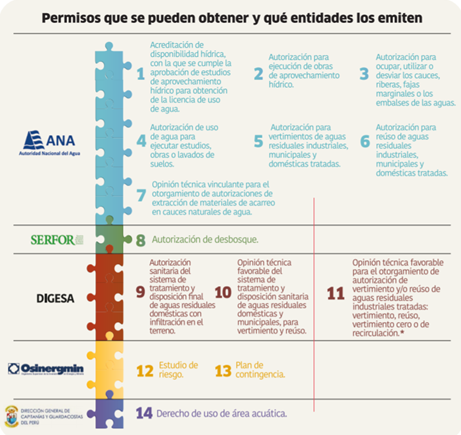 Permisos que se pueden obtener y qué entidades los emiten
ANA
Autoridad Nacional del Agua
1
Acreditación de
disponibilidad hídrica,
con la que se cumple la
aprobación de estudios
de aprovechamiento
hídrico para obtención
de la licencia de uso
de agua.
2
Autorización para
ejecución de obras
de aprovechamiento
hídrico.
3
Autorización para
ocupar, utilizar o
desviar los cauces,
riberas, fajas
marginales o los
embalses de las aguas.
4
Autorización de uso
de agua para
ejecutar estudios,
obras o lavados de
suelos.
5
Autorización para
vertimientos de aguas
residuales industriales,
municipales y
domésticas tratadas.
6
Autorización para
reúso de aguas
residuales
industriales,
municipales y
domésticas tratadas.
7
Opinión técnica vinculante para el
otorgamiento de autorizaciones de
extracción de materiales de acarreo
en cauces naturales de agua.
SERFOR
8 Autorización de desbosque.
DIGESA
9
Autorización
sanitaria del
sistema de
tratamiento y
disposición final
de aguas residuales
domésticas con
infiltración en el
terreno.
10
Opinión técnica
favorable del
sistema de
tratamiento y
disposición sanitaria
de aguas residuales
domésticas y
municipales, para
vertimiento y reúso.
11
Opinión técnica favorable
para el otorgamiento de
autorización de
vertimiento y/o reúso de
aguas residuales
industriales tratadas:
vertimiento, reúso,
vertimiento cero o de
recirculación.*
Osinergmin
12 Estudio de
riesgo.
13 Plan de
contingencia.
DIRECCIÓN GENERAL DE
CAPITANÍAS Y GUARDACOSTAS
DEL PERÚ
14 Derecho de uso de área acuática.